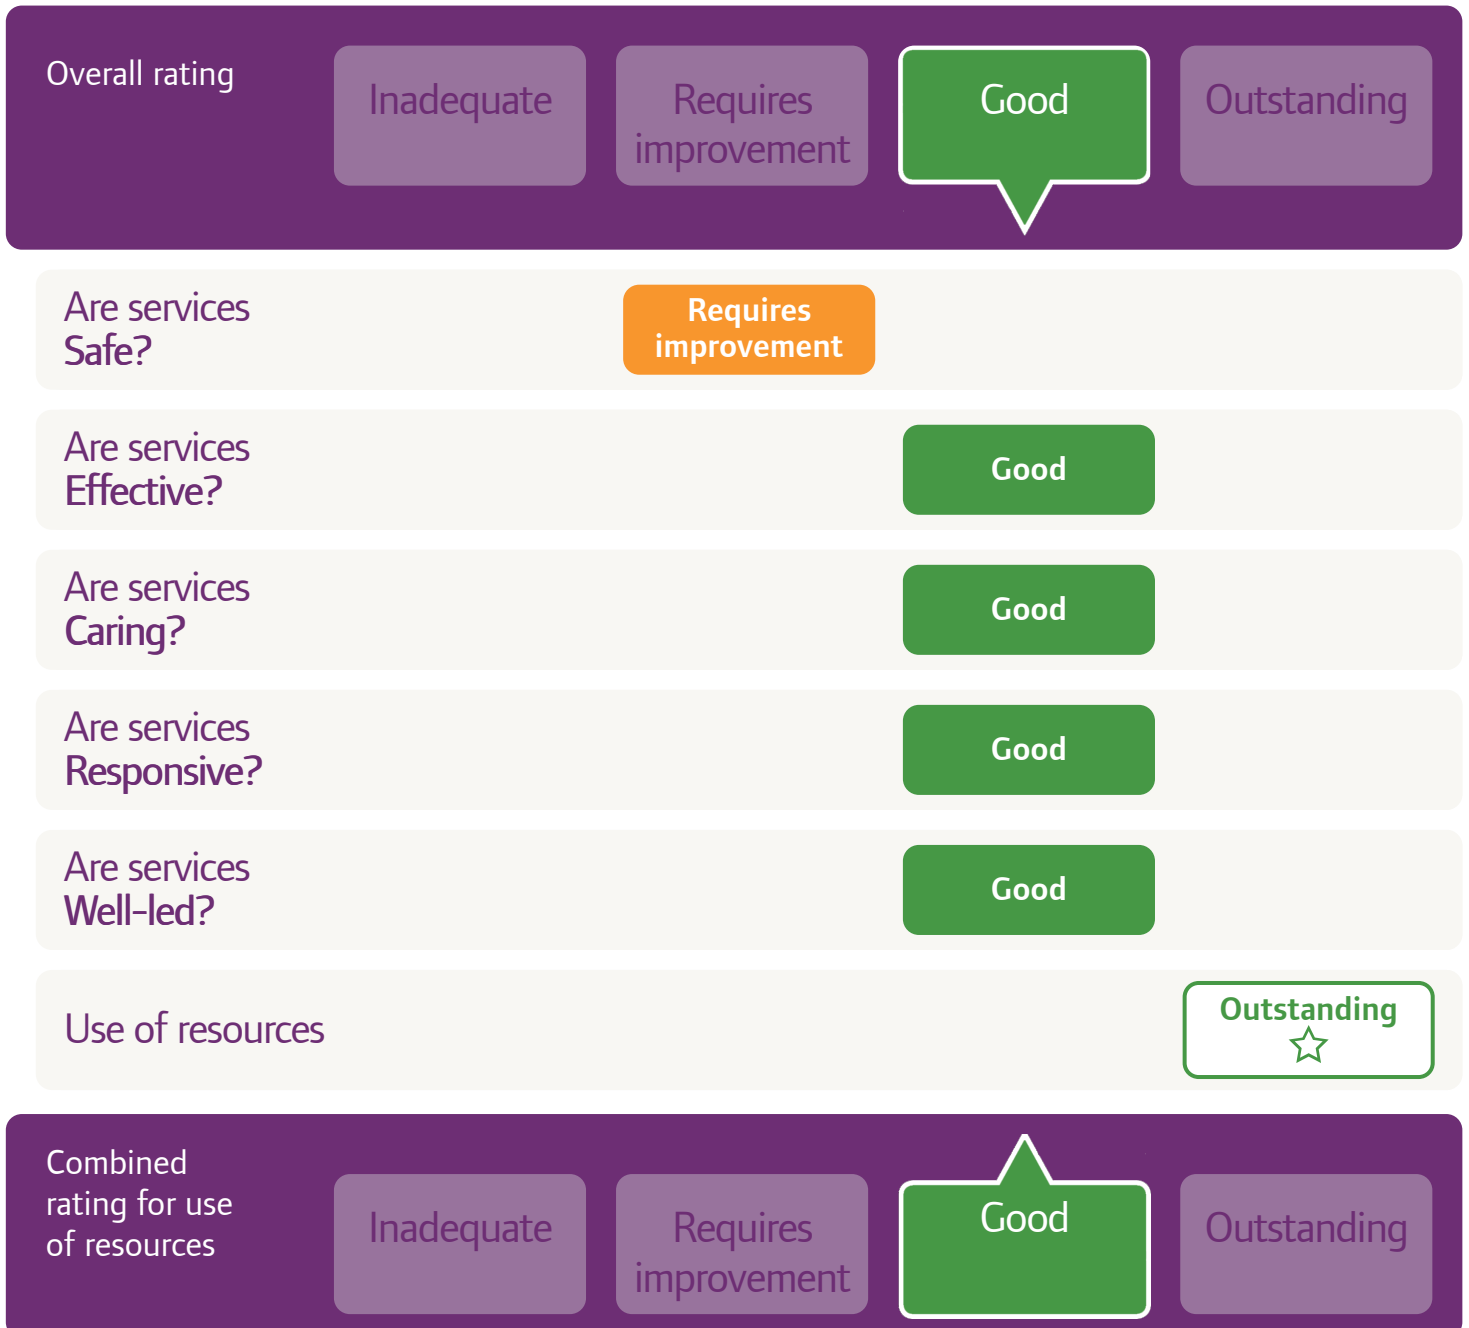 Overall rating
Inadequate
Requires
improvement
Good
Outstanding
Are services
Safe?
Requires
improvement
Are services
Effective?
Good
Are services
Caring?
Good
Are services
Responsive?
Good
Are services
Well-led?
Good
Use of resources
Outstanding
Combined
rating for use
of resources
Inadequate
Requires
improvement
Good
Outstanding